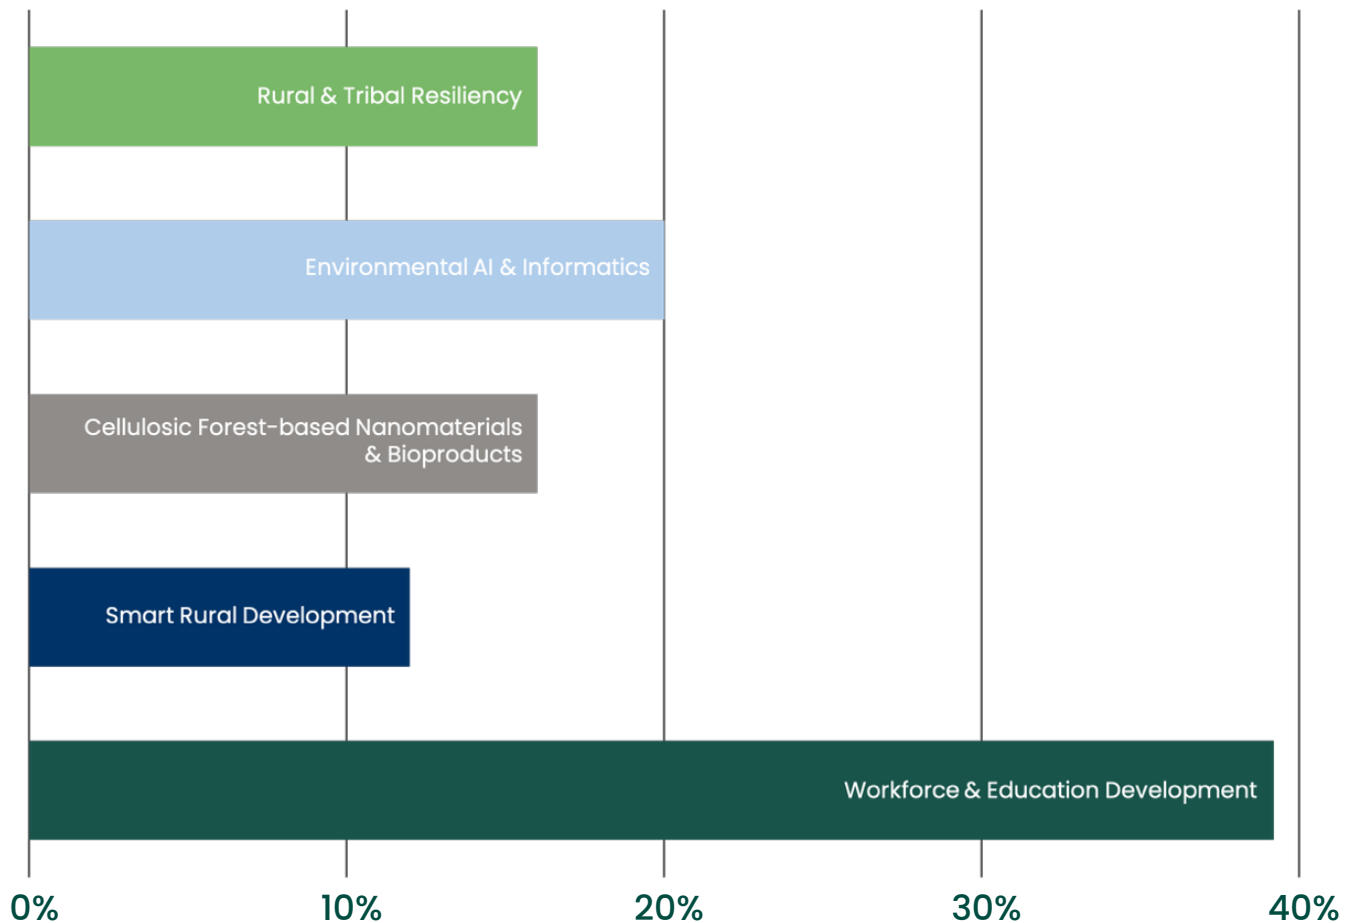 Rural & Tribal Resiliency
Environmental AI & Informatics
Cellulosic Forest-based Nanomaterials
& Bioproducts
Smart Rural Development
Workforce & Education Development
0% 10% 20% 30% 40%